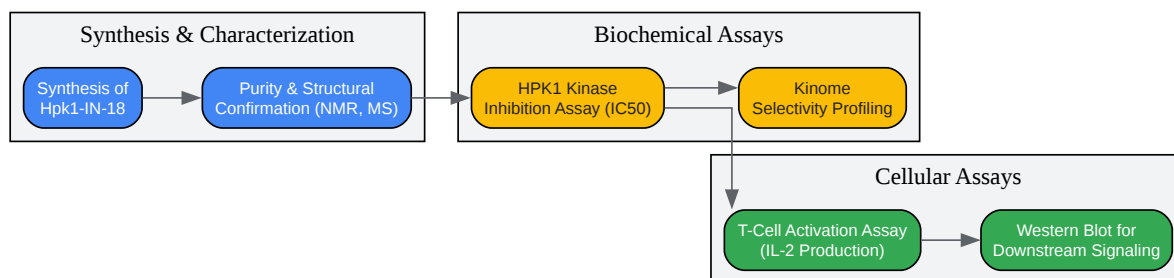 Synthesis & Characterization
Synthesis of
Hpk1-IN-18
Purity & Structural
Confirmation (NMR, MS)
Biochemical Assays
HPK1 Kinase
Inhibition Assay (IC50)
Kinome
Selectivity Profiling
Cellular Assays
T-Cell Activation Assay
(IL-2 Production)
Western Blot for
Downstream Signaling